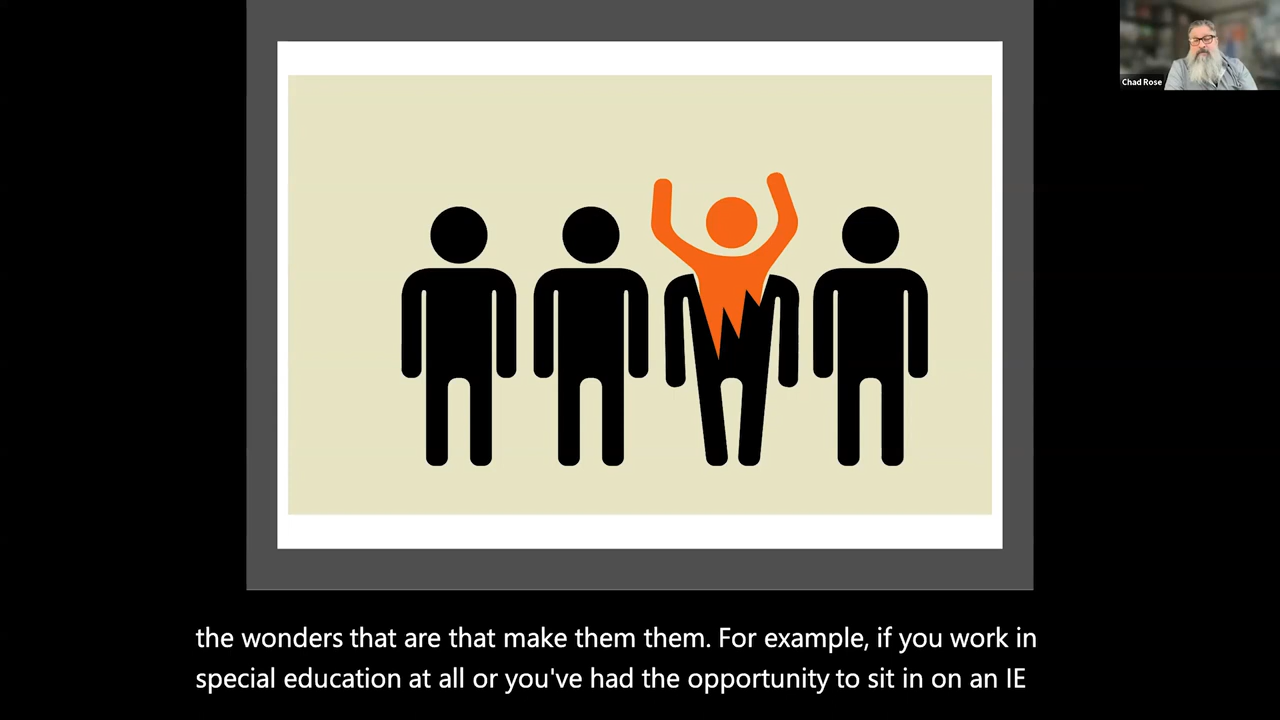 Chad Rose
the wonders that are that make them them. For example, if you work in
special education at all or you've had the opportunity to sit in on an IE